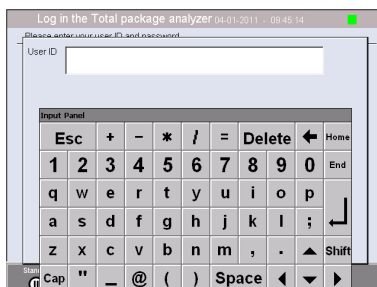 Log in the Total package analyzer 04-01-2011 - 09:45:14
Please enter your user ID and password
User ID
Input Panel
Esc + - * / = Delete ← Home
1 2 3 4 5 6 7 8 9 0 End
q w e r t y u i o p
a s d f g h j k l ; ↵
z x c v b n m , . ▲ Shift
Cap " _ @ ( ) Space ◀ ▼ ▶